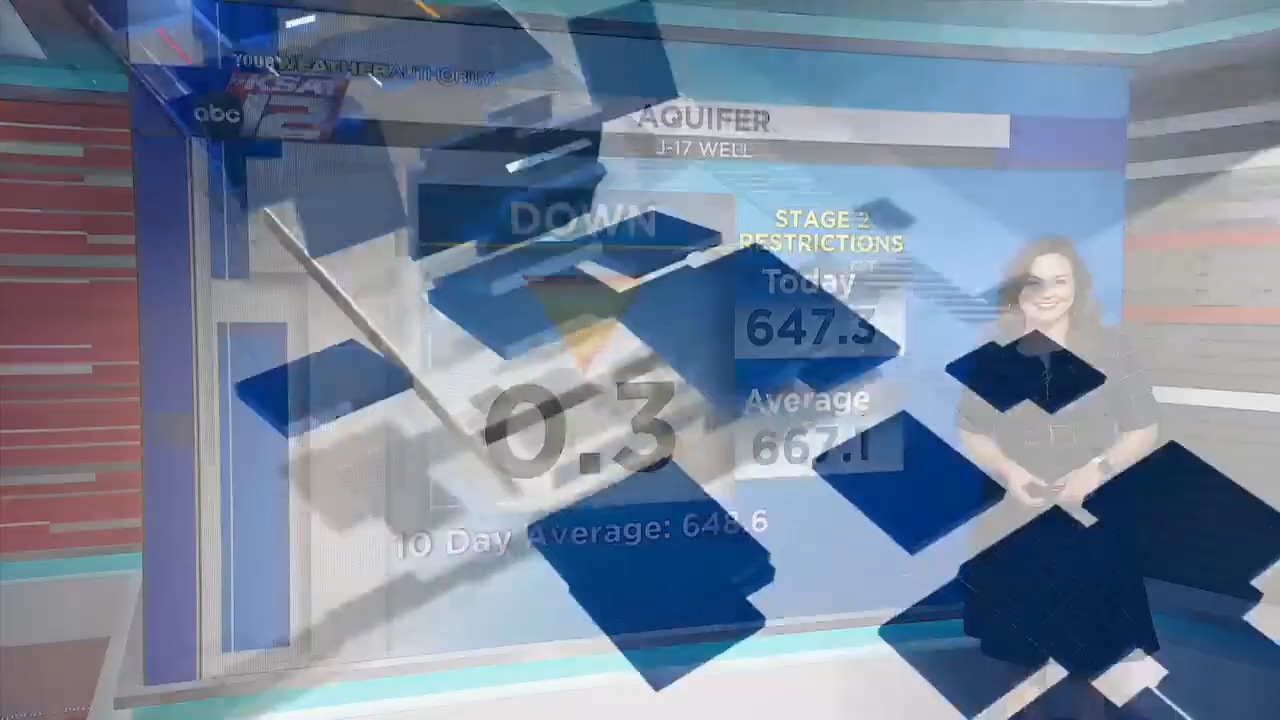 YOUR WEATHER AUTHORITY
KSAT
abc 12
AQUIFER
J-17 WELL
DOWN
STAGE 2
RESTRICTIONS
Today
647.3
0.3
Average
667.1
10 Day Average: 648.6